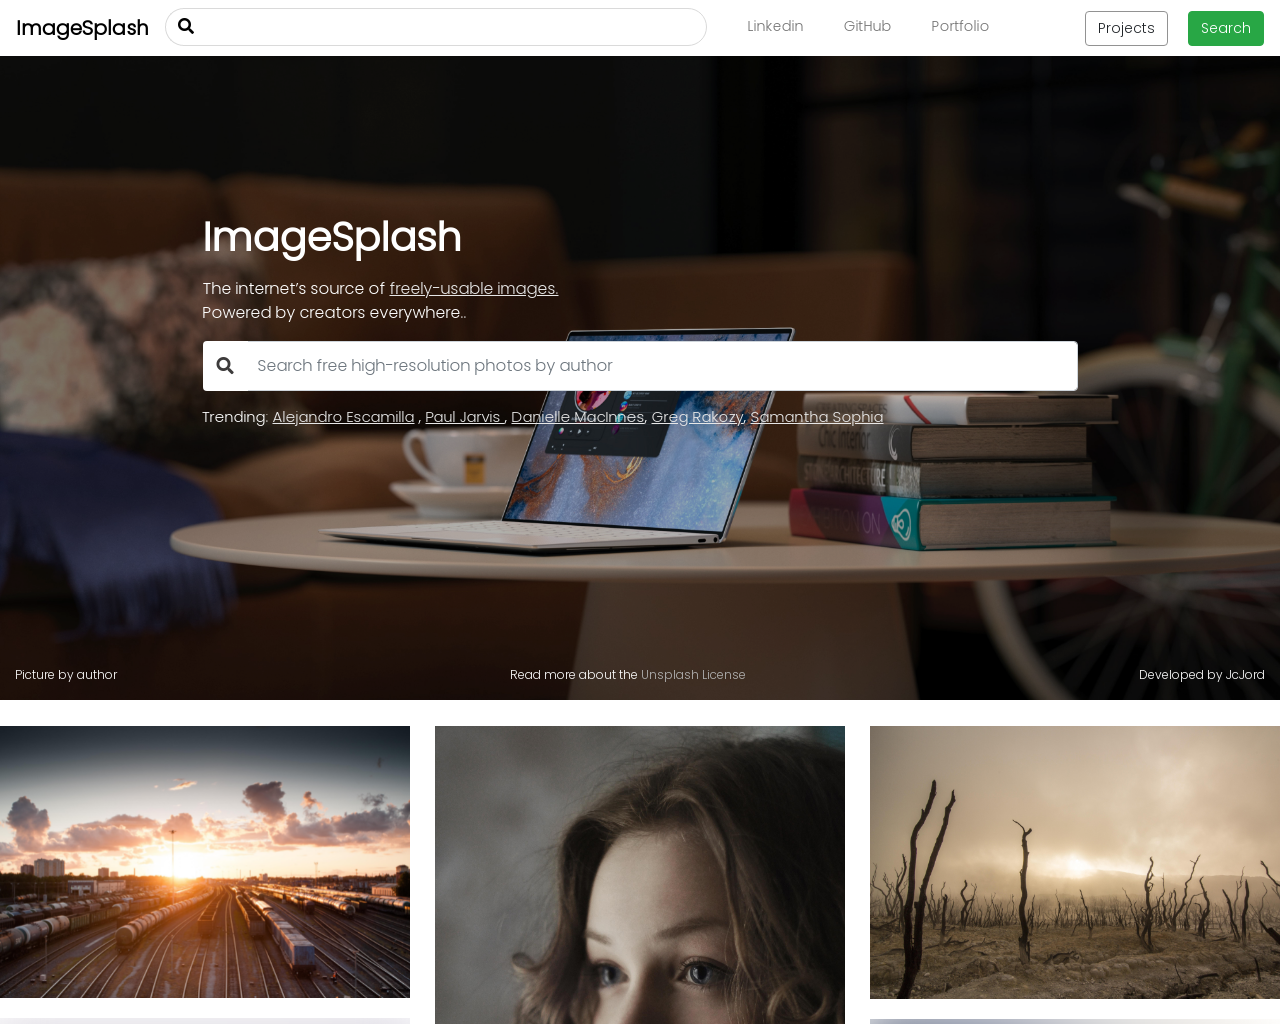 ImageSplash
Linkedin GitHub Portfolio
Projects
Search
ImageSplash
The internet’s source of freely-usable images.
Powered by creators everywhere..
Search free high-resolution photos by author
Trending: Alejandro Escamilla , Paul Jarvis , Danielle MacInnes, Greg Rakozy, Samantha Sophia
Chic Interior
Picture by author
Read more about the Unsplash License
Developed by JcJord